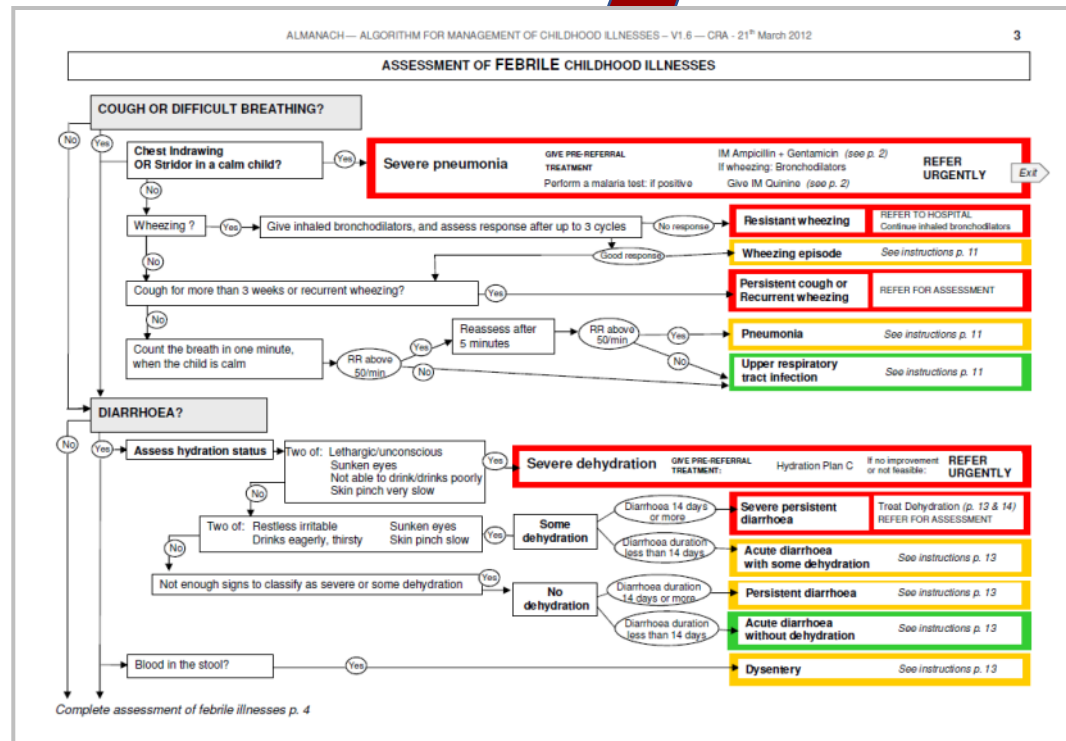 ALMANACH — ALGORITHM FOR MANAGEMENT OF CHILDHOOD ILLNESSES – V1.6 — CRA - 21th March 2012
3
ASSESSMENT OF FEBRILE CHILDHOOD ILLNESSES
COUGH OR DIFFICULT BREATHING?
No
Yes
Chest Indrawing
OR Stridor in a calm child?
Yes
Severe pneumonia
GIVE PRE-REFERRAL
TREATMENT
IM Ampicillin + Gentamicin (see p. 2)
If wheezing: Bronchodilators
Perform a malaria test: if positive
Give IM Quinine (see p. 2)
REFER
URGENTLY
Exit
No
Wheezing ?
Yes
Give inhaled bronchodilators, and assess response after up to 3 cycles
No response
Resistant wheezing
REFER TO HOSPITAL
Continue inhaled bronchodilators
Good response
Wheezing episode
See instructions p. 11
No
Cough for more than 3 weeks or recurrent wheezing?
Yes
Persistent cough or
Recurrent wheezing
REFER FOR ASSESSMENT
No
Count the breath in one minute,
when the child is calm
RR above
50/min
Yes
No
Reassess after
5 minutes
RR above
50/min
Yes
No
Pneumonia
See instructions p. 11
Upper respiratory
tract infection
See instructions p. 11
DIARRHOEA?
No
Yes
Assess hydration status
Two of: Lethargic/unconscious
Sunken eyes
Not able to drink/drinks poorly
Skin pinch very slow
Yes
Severe dehydration
GIVE PRE-REFERRAL
TREATMENT:
Hydration Plan C
If no improvement
or not feasible:
REFER
URGENTLY
No
Two of: Restless irritable Sunken eyes
Drinks eagerly, thirsty Skin pinch slow
Yes
Some
dehydration
Diarrhoea 14 days
or more
Severe persistent
diarrhoea
Treat Dehydration (p. 13 & 14)
REFER FOR ASSESSMENT
Diarrhoea duration
less than 14 days
Acute diarrhoea
with some dehydration
See instructions p. 13
No
Not enough signs to classify as severe or some dehydration
Yes
No
dehydration
Diarrhoea duration
14 days or more
Persistent diarrhoea
See instructions p. 13
Diarrhoea duration
less than 14 days
Acute diarrhoea
without dehydration
See instructions p. 13
Blood in the stool?
Yes
Dysentery
See instructions p. 13
Complete assessment of febrile illnesses p. 4